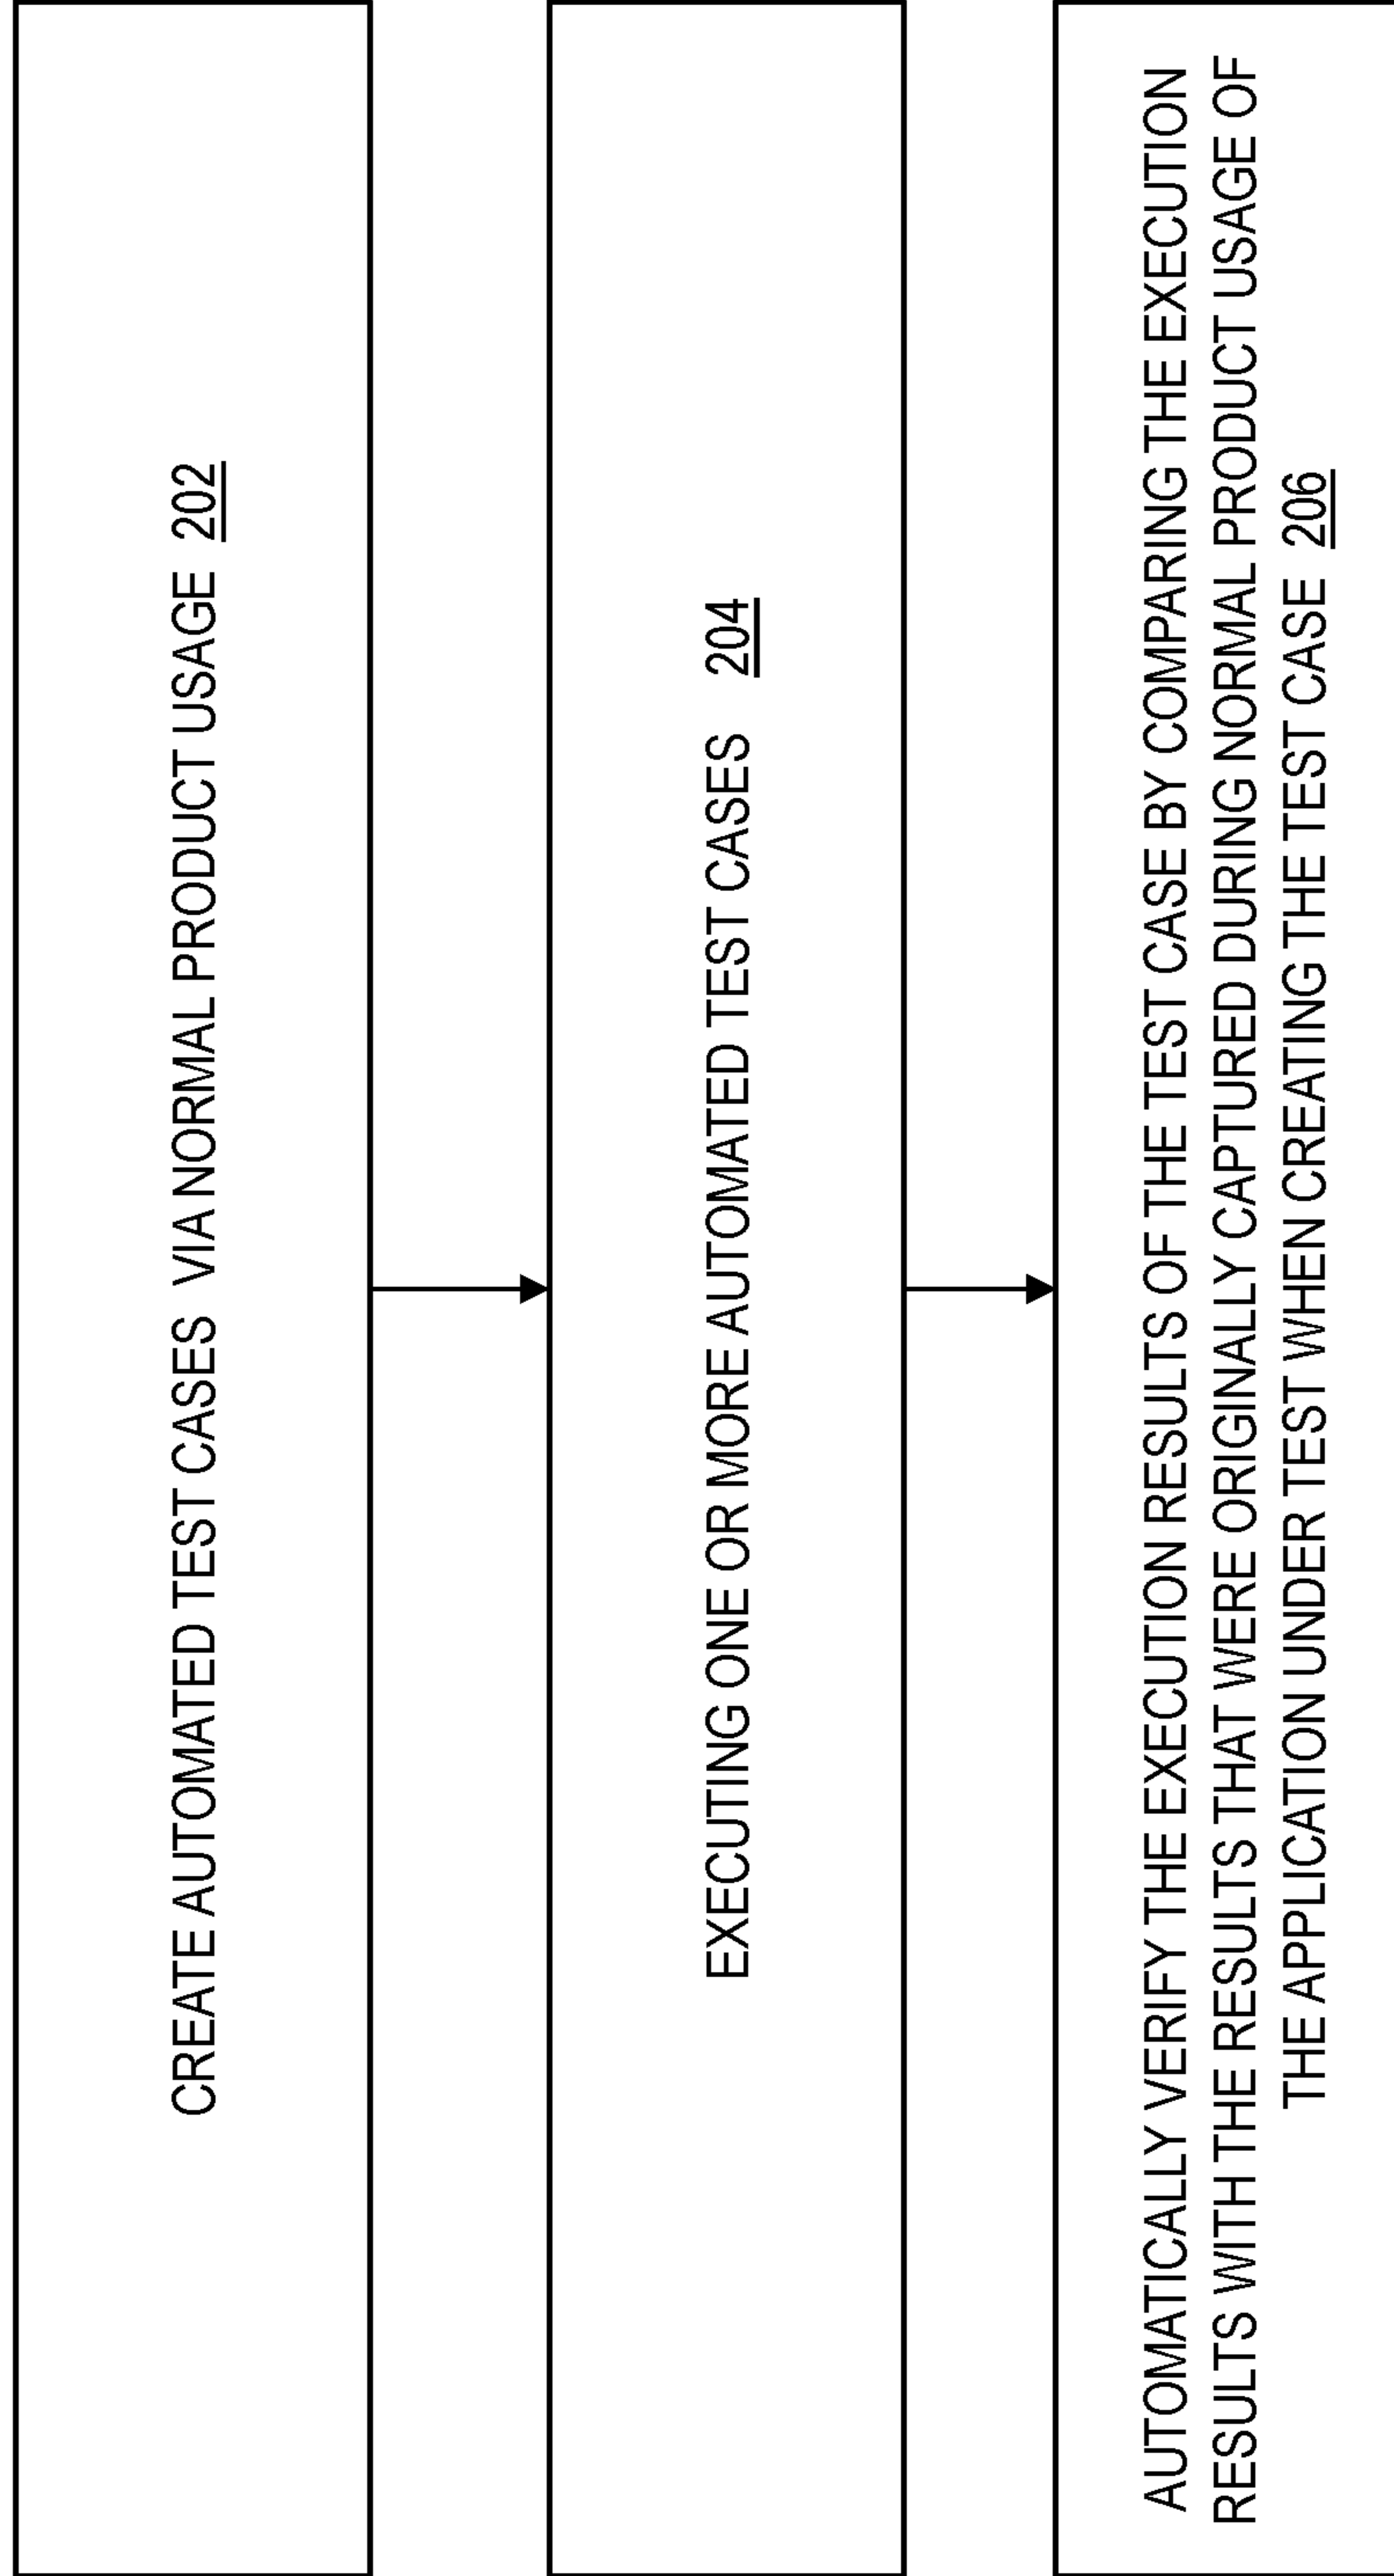 CREATE AUTOMATED TEST CASES VIA NORMAL PRODUCT USAGE 202
EXECUTING ONE OR MORE AUTOMATED TEST CASES 204
AUTOMATICALLY VERIFY THE EXECUTION RESULTS OF THE TEST CASE BY COMPARING THE EXECUTION
RESULTS WITH THE RESULTS THAT WERE ORIGINALLY CAPTURED DURING NORMAL PRODUCT USAGE OF
THE APPLICATION UNDER TEST WHEN CREATING THE TEST CASE 206